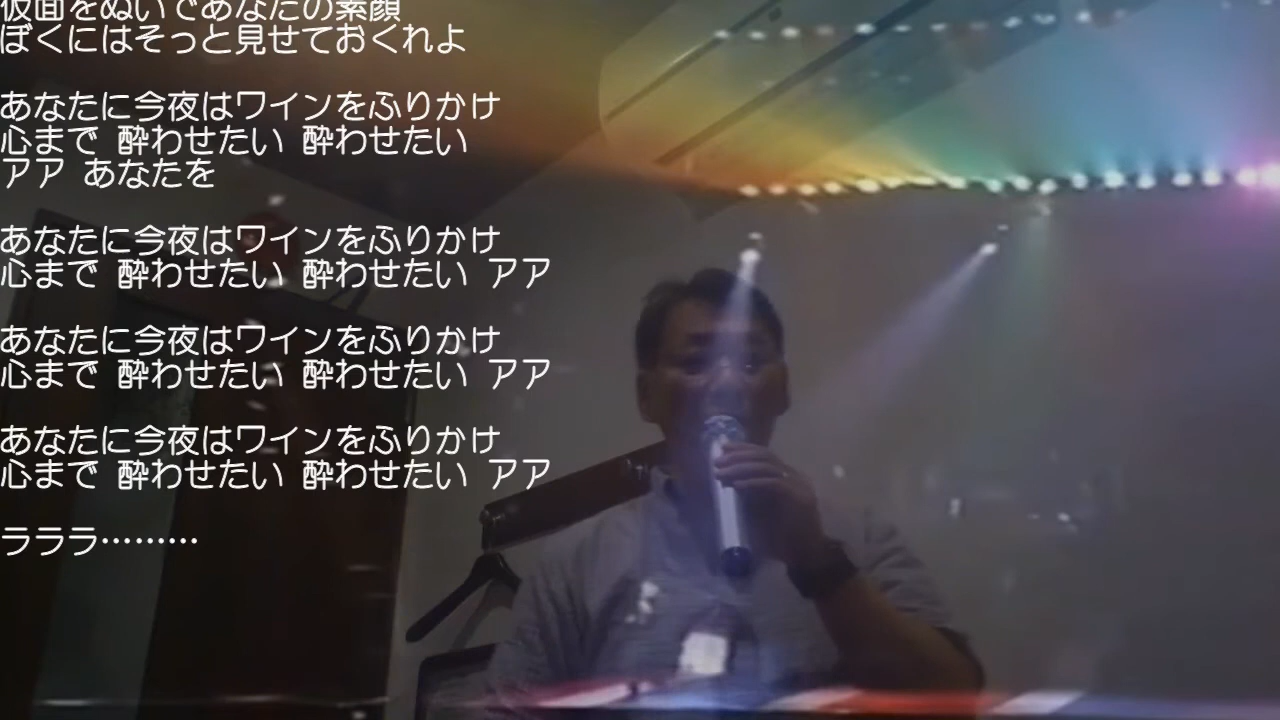 仮面をぬいであなたの素顔
ぼくにはそっと見せておくれよ
あなたに今夜はワインをふりかけ
心まで 酔わせたい 酔わせたい
アア あなたを
あなたに今夜はワインをふりかけ
心まで 酔わせたい 酔わせたい アア
あなたに今夜はワインをふりかけ
心まで 酔わせたい 酔わせたい アア
あなたに今夜はワインをふりかけ
心まで 酔わせたい 酔わせたい アア
ラララ………